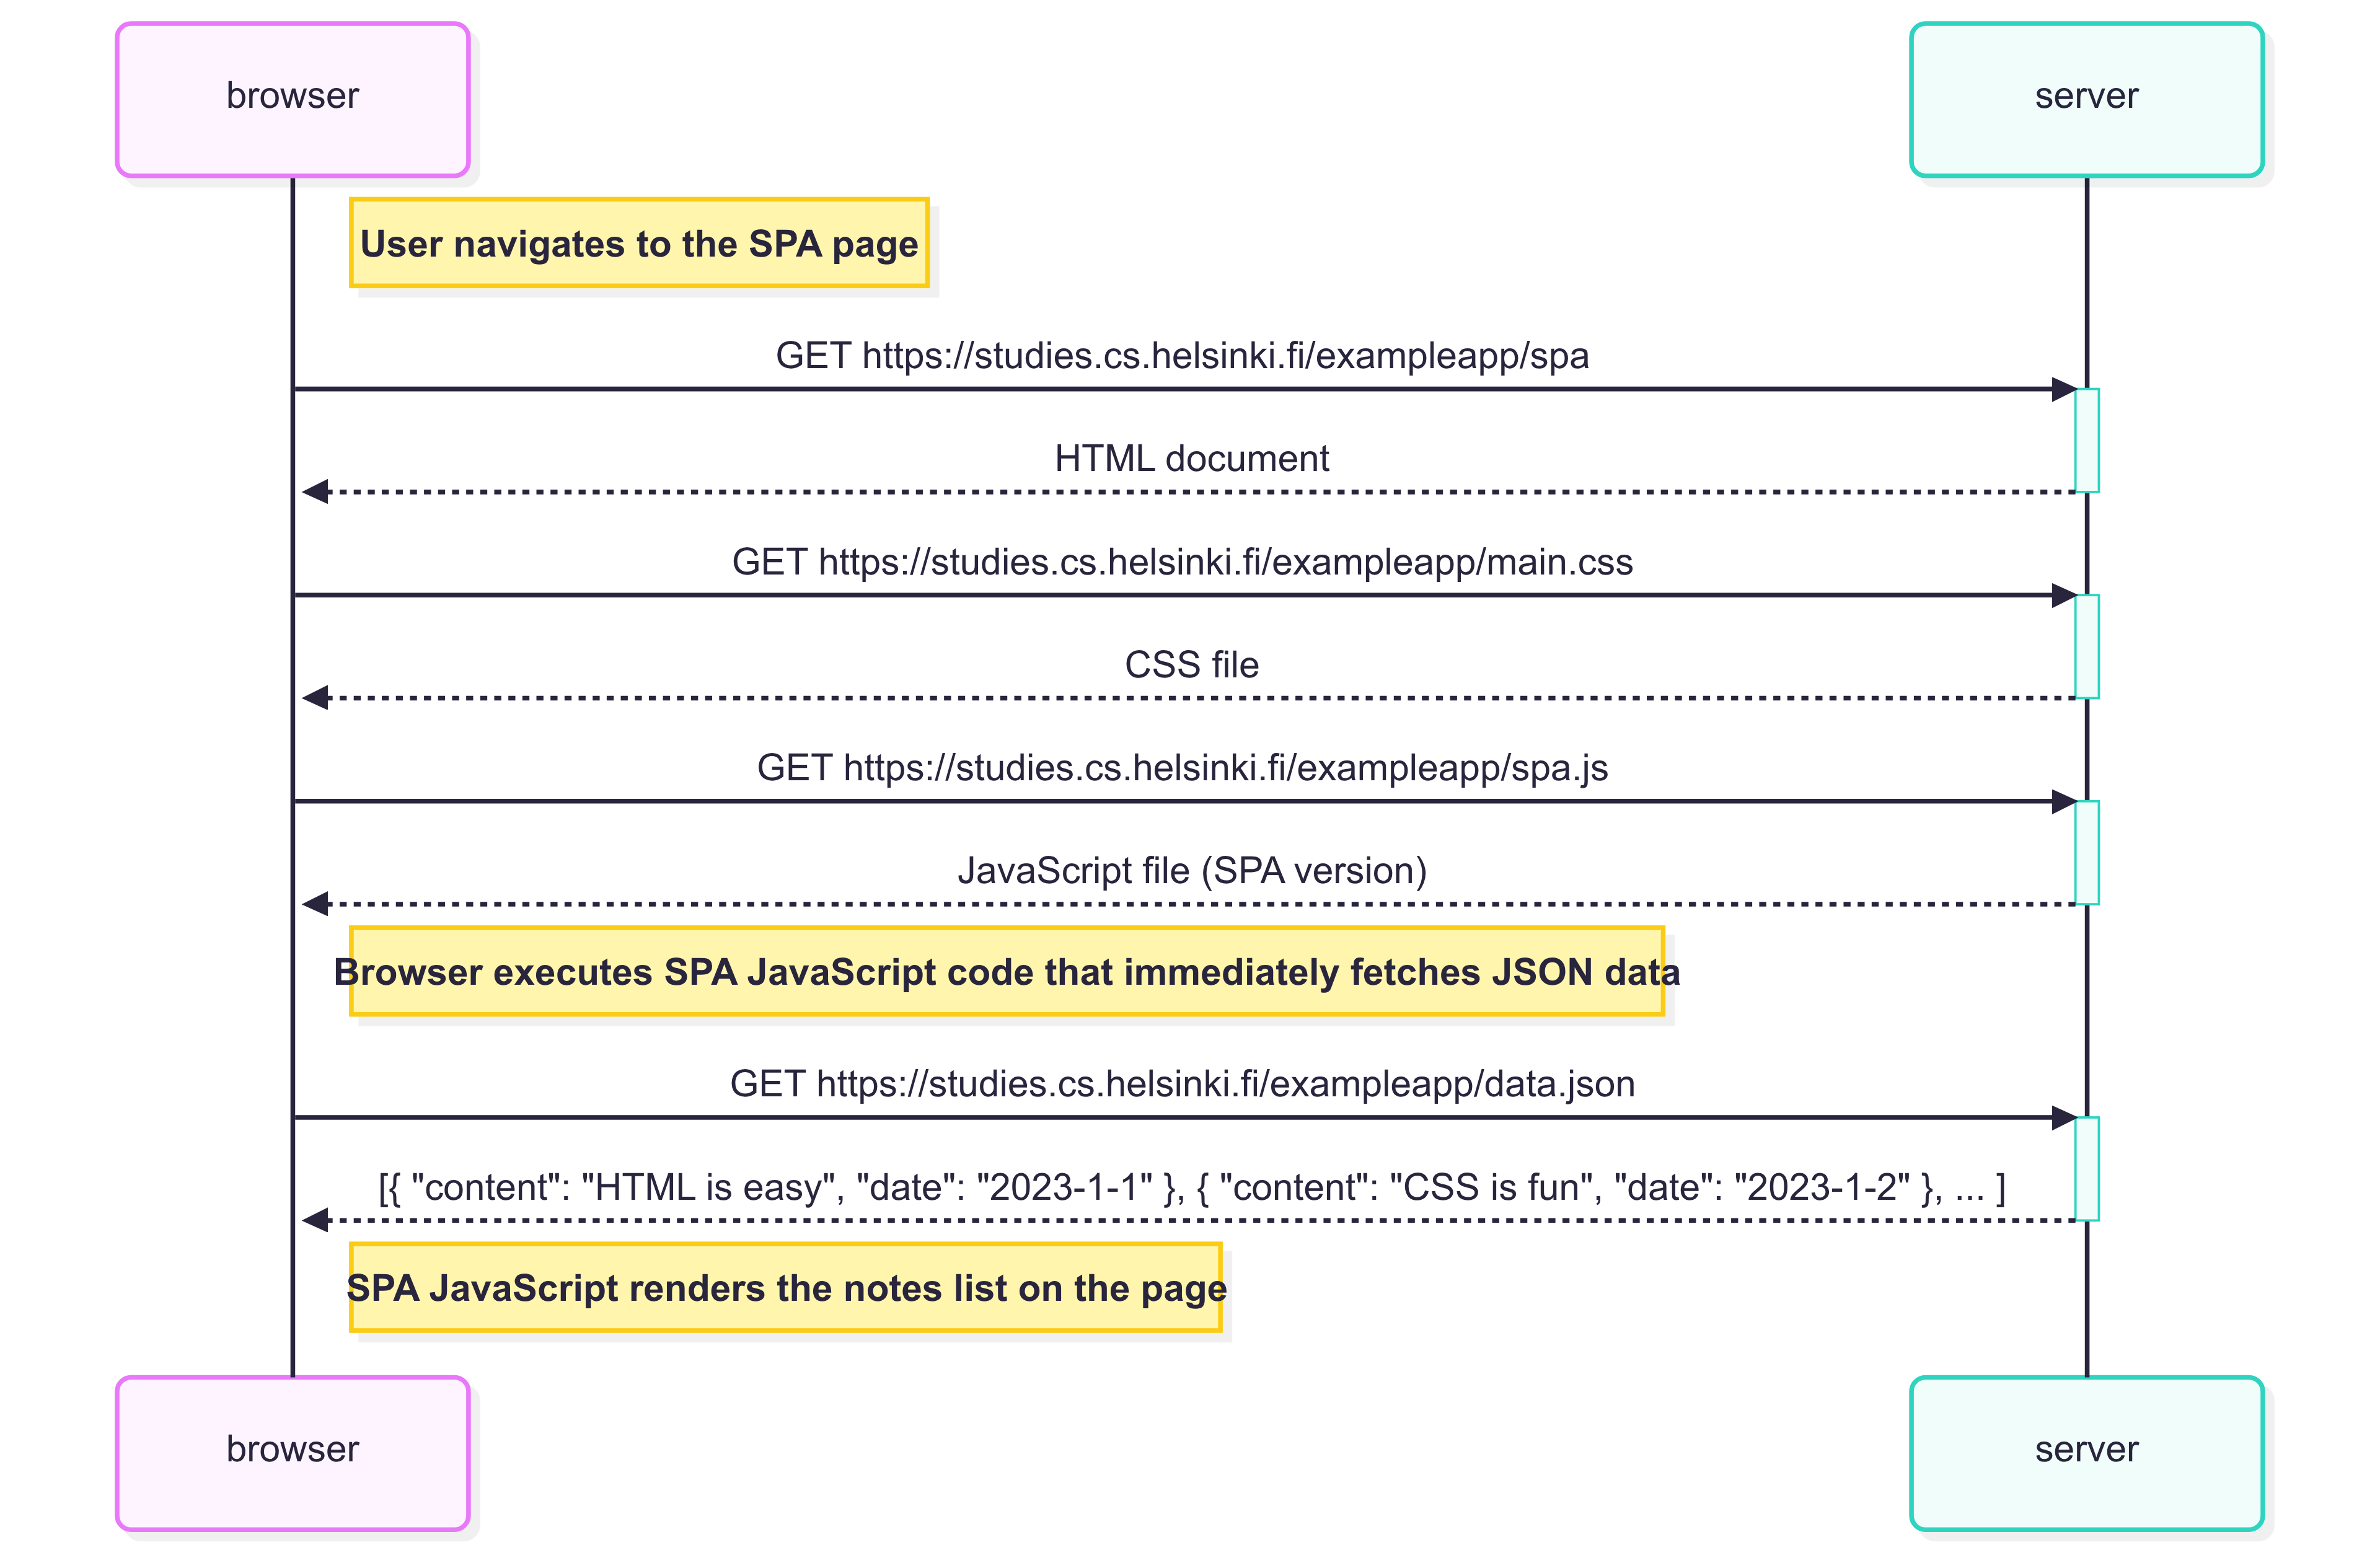 browser
server
User navigates to the SPA page
GET https://studies.cs.helsinki.fi/exampleapp/spa
HTML document
GET https://studies.cs.helsinki.fi/exampleapp/main.css
CSS file
GET https://studies.cs.helsinki.fi/exampleapp/spa.js
JavaScript file (SPA version)
Browser executes SPA JavaScript code that immediately fetches JSON data
GET https://studies.cs.helsinki.fi/exampleapp/data.json
[{ "content": "HTML is easy", "date": "2023-1-1" }, { "content": "CSS is fun", "date": "2023-1-2" }, ... ]
SPA JavaScript renders the notes list on the page
browser
server